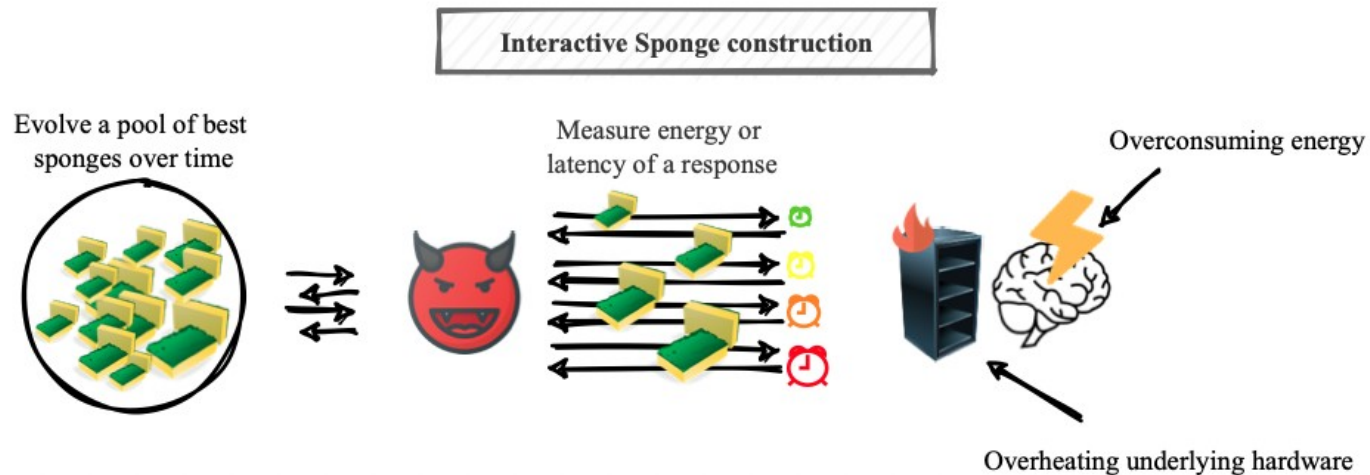 Interactive Sponge construction
Evolve a pool of best
sponges over time
Measure energy or
latency of a response
Overconsuming energy
Overheating underlying hardware